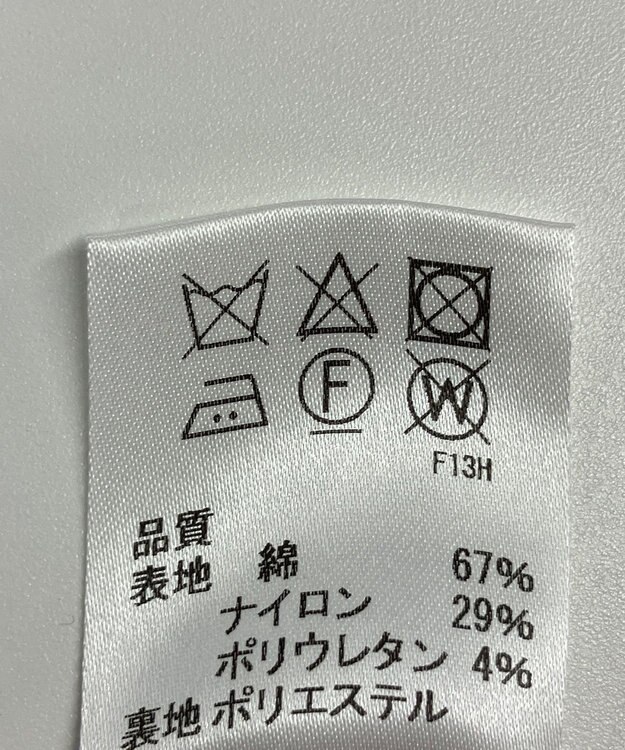 F W
F13H
品質
表地 綿 67%
ナイロン 29%
ポリウレタン 4%
裏地 ポリエステル